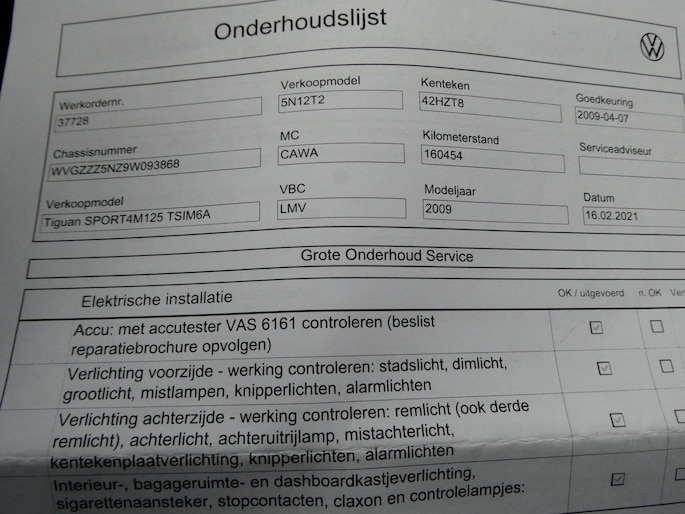 Onderhoudslijst
Werkordernr.
37728
Verkoopmodel
5N12T2
Kenteken
42HZT8
Goedkeuring
2009-04-07
Chassisnummer
WVGZZZ5NZ9W093868
MC
CAWA
Kilometerstand
160454
Serviceadviseur
Verkoopmodel
Tiguan SPORT4M125 TSIM6A
VBC
LMV
Modeljaar
2009
Datum
16.02.2021
Grote Onderhoud Service
Elektrische installatie OK / uitgevoerd n. OK
Accu: met accutester VAS 6161 controleren (beslist
reparatiebrochure opvolgen)
Verlichting voorzijde - werking controleren: stadslicht, dimlicht,
grootlicht, mistlampen, knipperlichten, alarmlichten
Verlichting achterzijde - werking controleren: remlicht (ook derde
remlicht), achterlicht, achteruitrijlamp, mistachterlicht,
kentekenplaatverlichting, knipperlichten, alarmlichten
Interieur-, bagageruimte- en dashboardkastjeverlichting,
sigarettenaansteker, stopcontacten, claxon en controlelampjes: